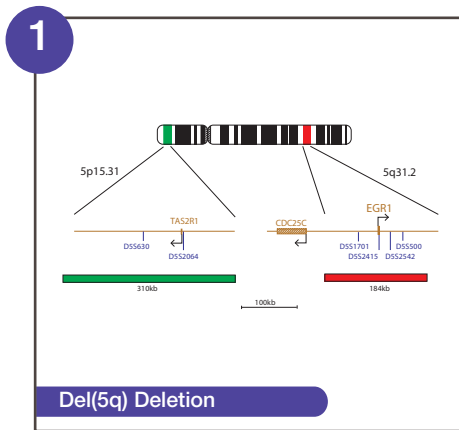 1
5p15.31
5q31.2
TAS2R1
CDC25C
EGR1
D5S630
D5S2064
D5S1701
D5S500
D5S2415
D5S2542
310kb
184kb
100kb
Del(5q) Deletion